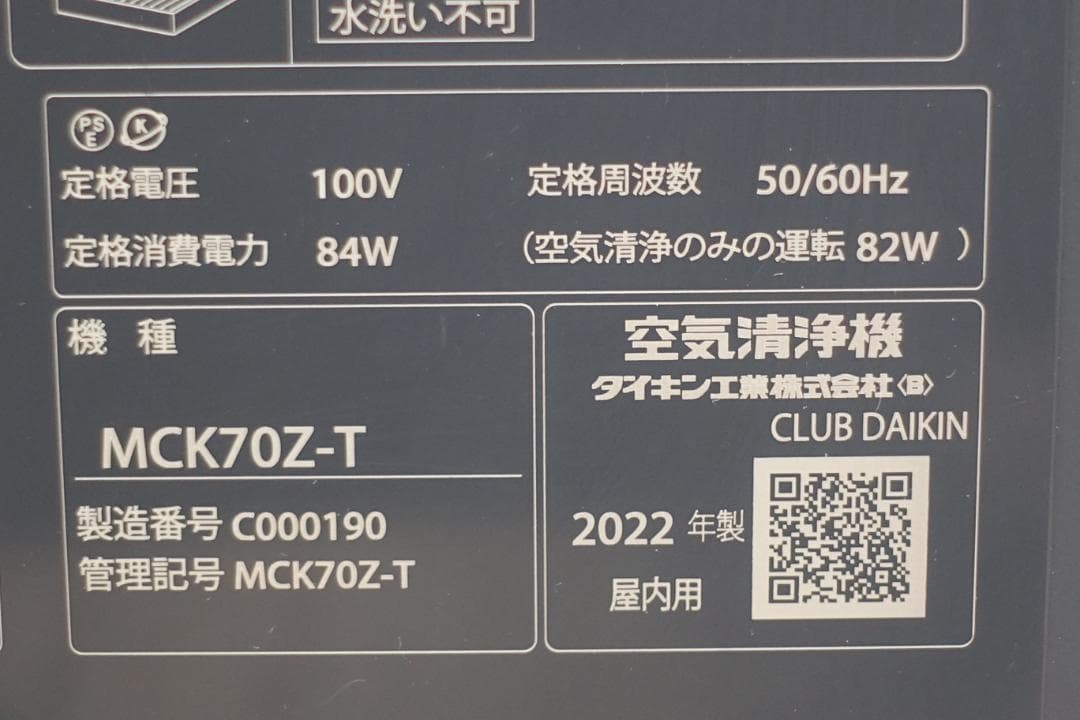 水洗い不可
PS E K
定格電圧 100V 定格周波数 50/60Hz
定格消費電力 84W (空気清浄のみの運転 82W )
機 種
MCK70Z-T
製造番号 C000190
管理記号 MCK70Z-T
空気清浄機
ダイキン工業株式会社〈B〉
CLUB DAIKIN
2022 年製
屋内用